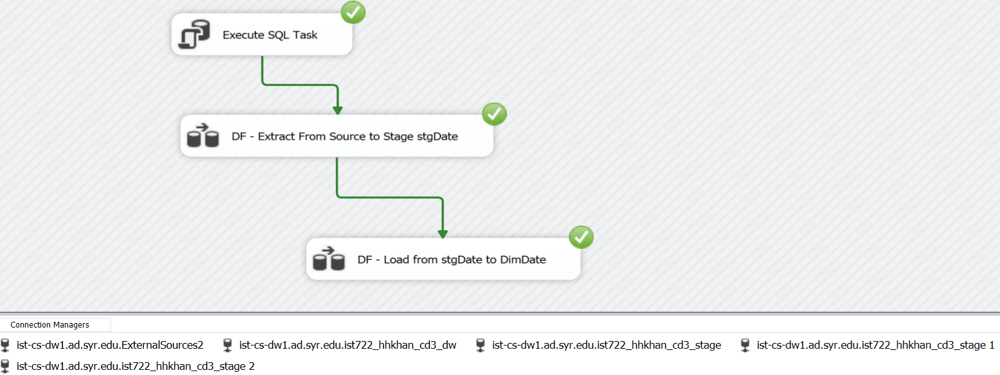 Execute SQL Task
DF - Extract From Source to Stage stgDate
DF - Load from stgDate to DimDate
Connection Managers
ist-cs-dw1.ad.syr.edu.ExternalSources2 ist-cs-dw1.ad.syr.edu.ist722_hhkhan_cd3_dw ist-cs-dw1.ad.syr.edu.ist722_hhkhan_cd3_stage ist-cs-dw1.ad.syr.edu.ist722_hhkhan_cd3_stage 1
ist-cs-dw1.ad.syr.edu.ist722_hhkhan_cd3_stage 2